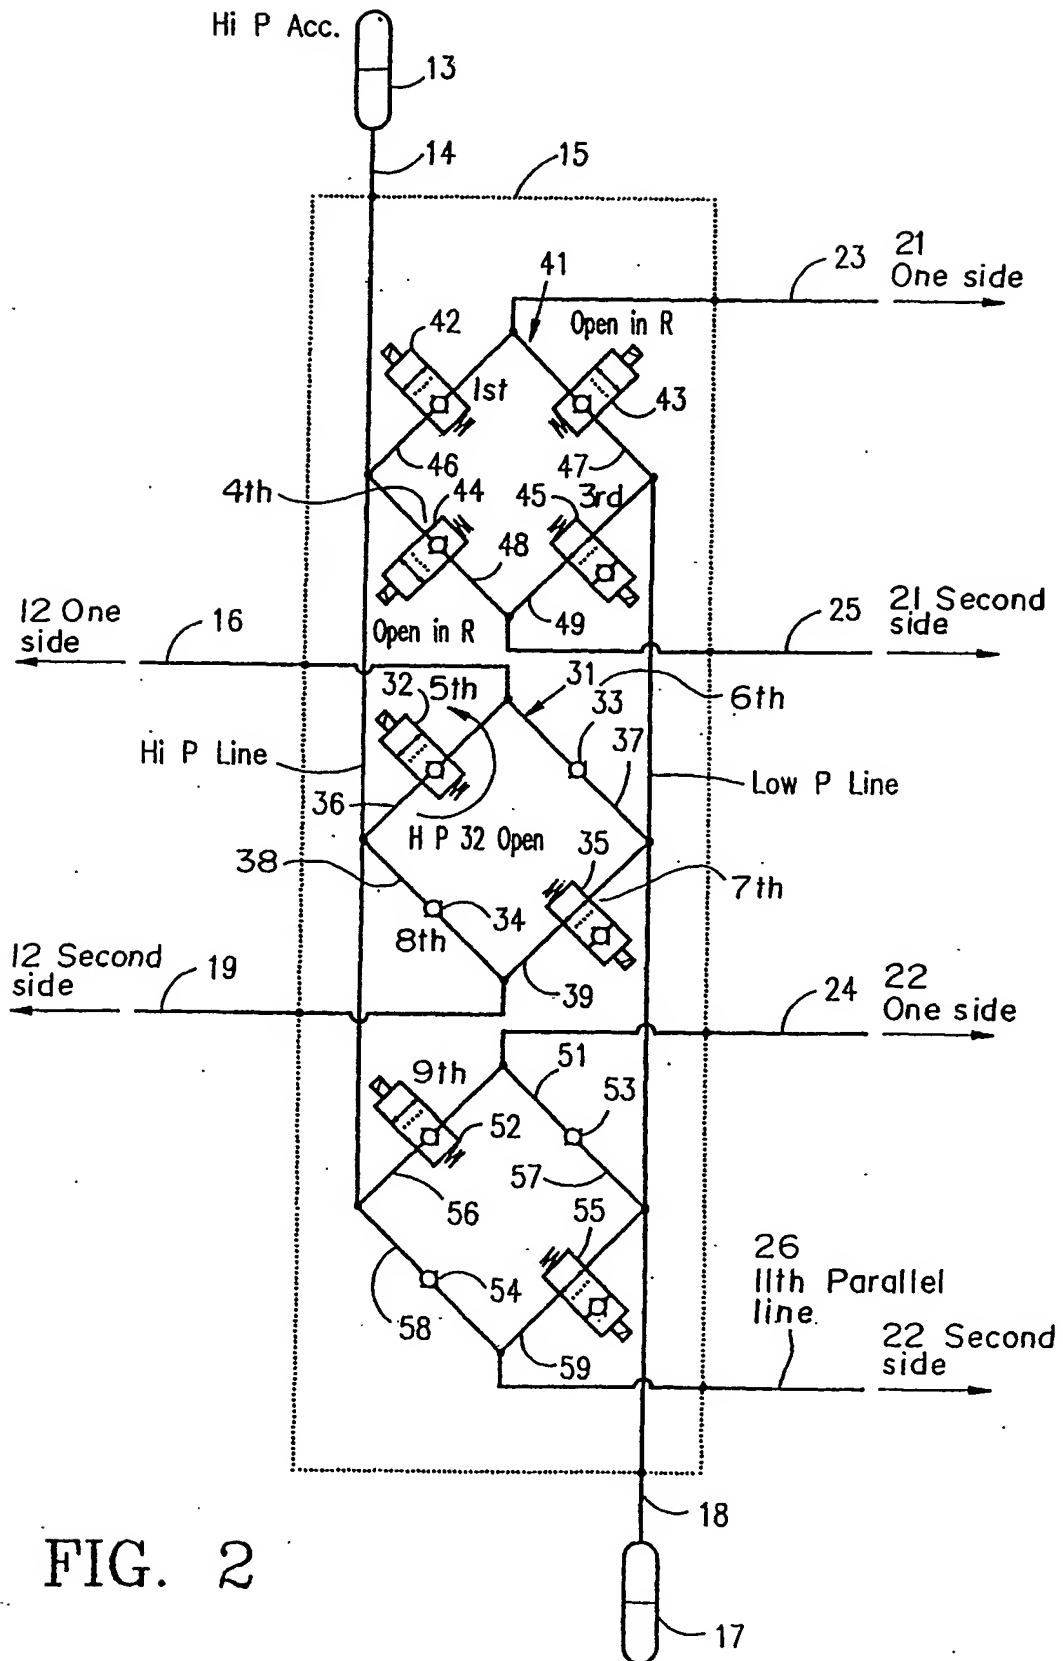 Hi P Acc.
13
14
15
21
One side
23
41
Open in R
42
1st
43
46
47
4th
44
45
3rd
48
49
Open in R
12 One
side
16
25
21 Second
side
32
5th
31
33
6th
Hi P Line
37
Low P Line
36
H P 32 Open
35
38
7th
34
8th
12 Second
side
19
39
24
22
One side
9th
51
53
52
57
56
55
54
58
59
26
11th Parallel
line
22 Second
side
18
17
FIG. 2